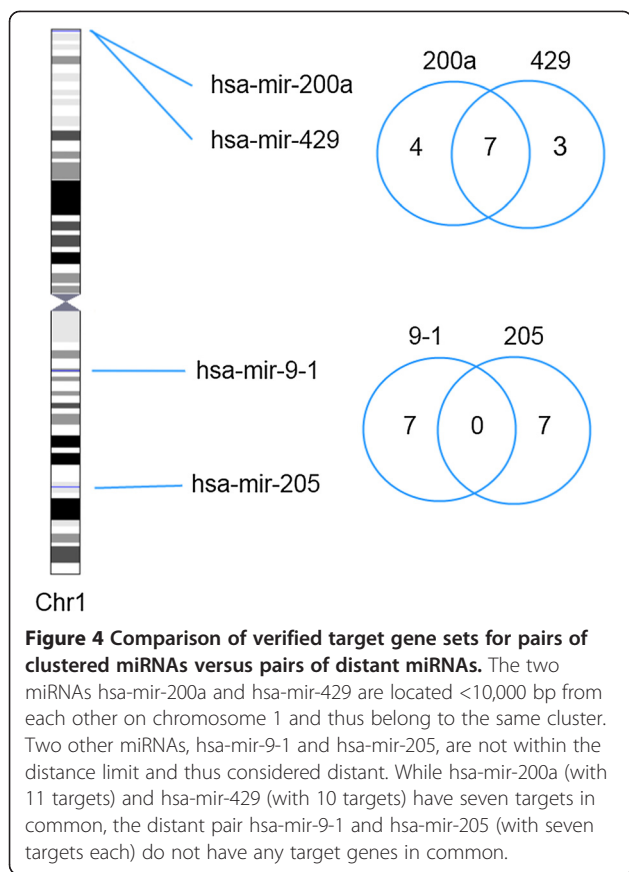 200a 429
hsa-mir-200a
hsa-mir-429
4 7 3
9-1 205
hsa-mir-9-1
7 0 7
hsa-mir-205
Chr1
Figure 4 Comparison of verified target gene sets for pairs of
clustered miRNAs versus pairs of distant miRNAs. The two
miRNAs hsa-mir-200a and hsa-mir-429 are located <10,000 bp from
each other on chromosome 1 and thus belong to the same cluster.
Two other miRNAs, hsa-mir-9-1 and hsa-mir-205, are not within the
distance limit and thus considered distant. While hsa-mir-200a (with
11 targets) and hsa-mir-429 (with 10 targets) have seven targets in
common, the distant pair hsa-mir-9-1 and hsa-mir-205 (with seven
targets each) do not have any target genes in common.